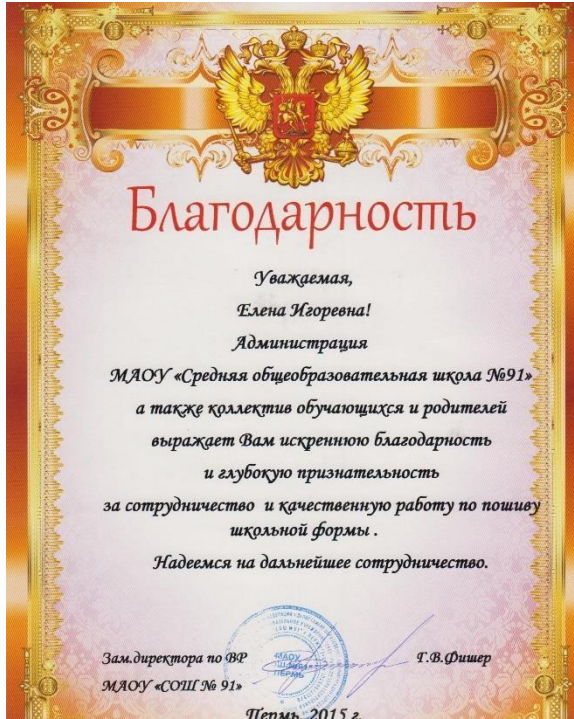 Благодарность
Уважаемая,
Елена Игоревна!
Администрация
МАОУ «Средняя общеобразовательная школа №91»
а также коллектив обучающихся и родителей
выражает Вам искреннюю благодарность
и глубокую признательность
за сотрудничество и качественную работу по пошиву
школьной формы .
Надеемся на дальнейшее сотрудничество.
Зам.директора по ВР Г.В.Фишер
МАОУ «СОШ № 91»
МАОУ
ПЕРМЬ
Пермь, 2015 г.